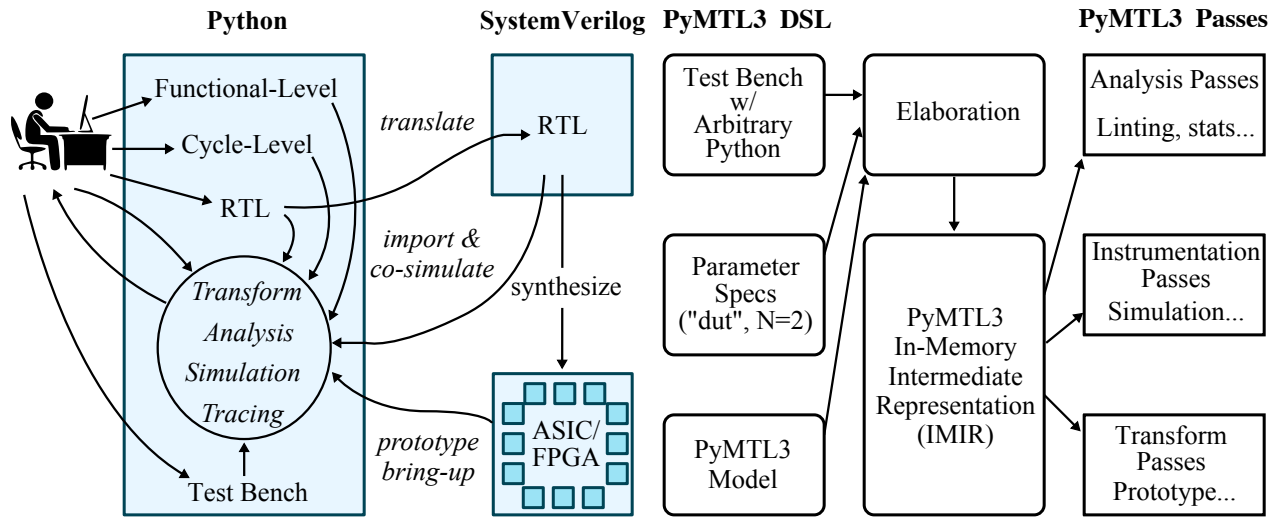 Python
SystemVerilog
PyMTL3 DSL
PyMTL3 Passes
Functional-Level
Cycle-Level
RTL
Transform
Analysis
Simulation
Tracing
Test Bench
translate
import &
co-simulate
prototype
bring-up
RTL
synthesize
ASIC/
FPGA
Test Bench
w/
Arbitrary
Python
Parameter
Specs
("dut", N=2)
PyMTL3
Model
Elaboration
PyMTL3
In-Memory
Intermediate
Representation
(IMIR)
Analysis Passes
Linting, stats...
Instrumentation
Passes
Simulation...
Transform
Passes
Prototype...